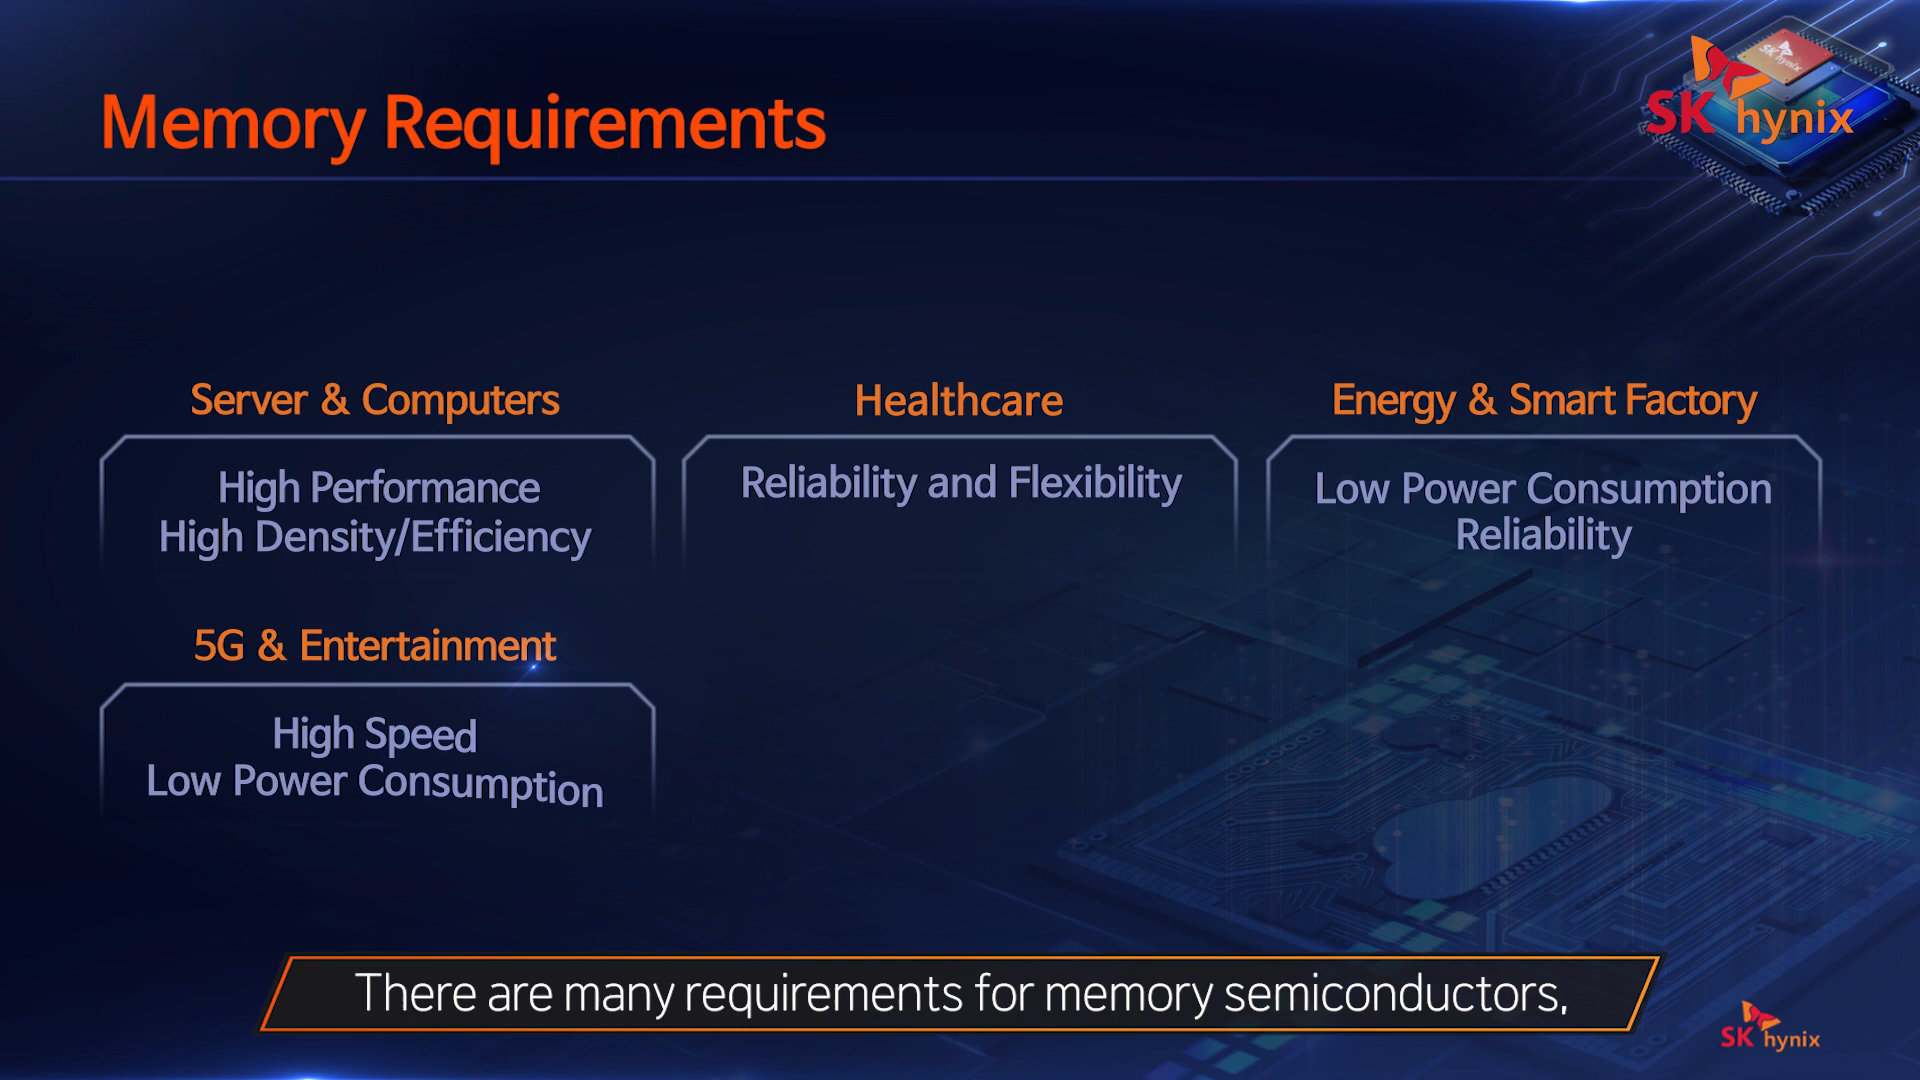 Memory Requirements
SK hynix
SK hynix
Server & Computers
High Performance
High Density/Efficiency
Healthcare
Reliability and Flexibility
Energy & Smart Factory
Low Power Consumption
Reliability
5G & Entertainment
High Speed
Low Power Consumption
There are many requirements for memory semiconductors,
SK hynix